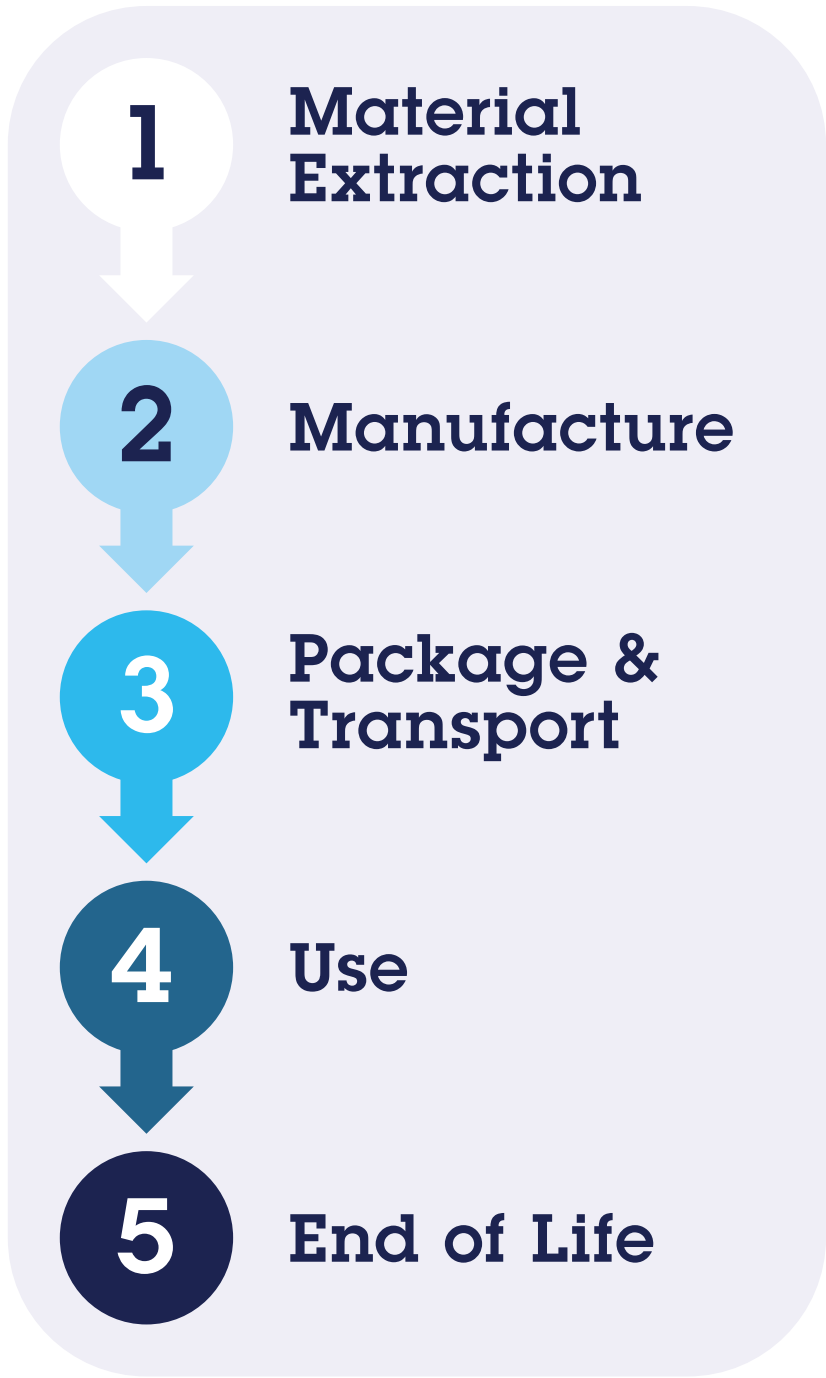 1
Material
Extraction
2
Manufacture
3
Package &
Transport
4
Use
5
End of Life